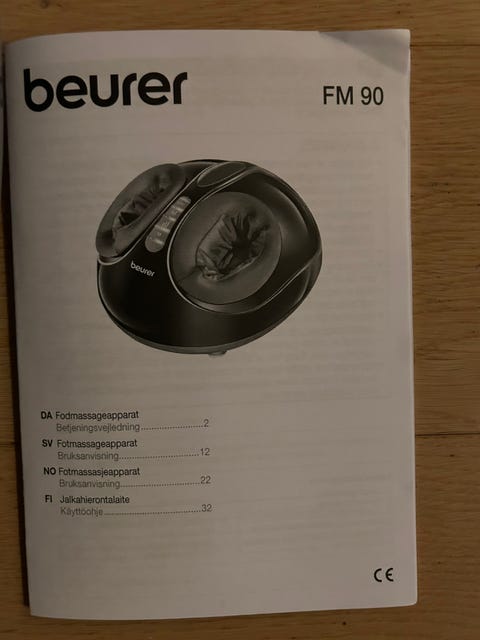 beurer
FM 90
beurer
DA Fodmassageapparat
Betjeningsvejledning....................2
SV Fotmassageapparat
Bruksanvisning..........................12
NO Fotmassasjeapparat
Bruksanvisning..........................22
FI Jalkahierontalaite
Käyttöohje................................32
CE